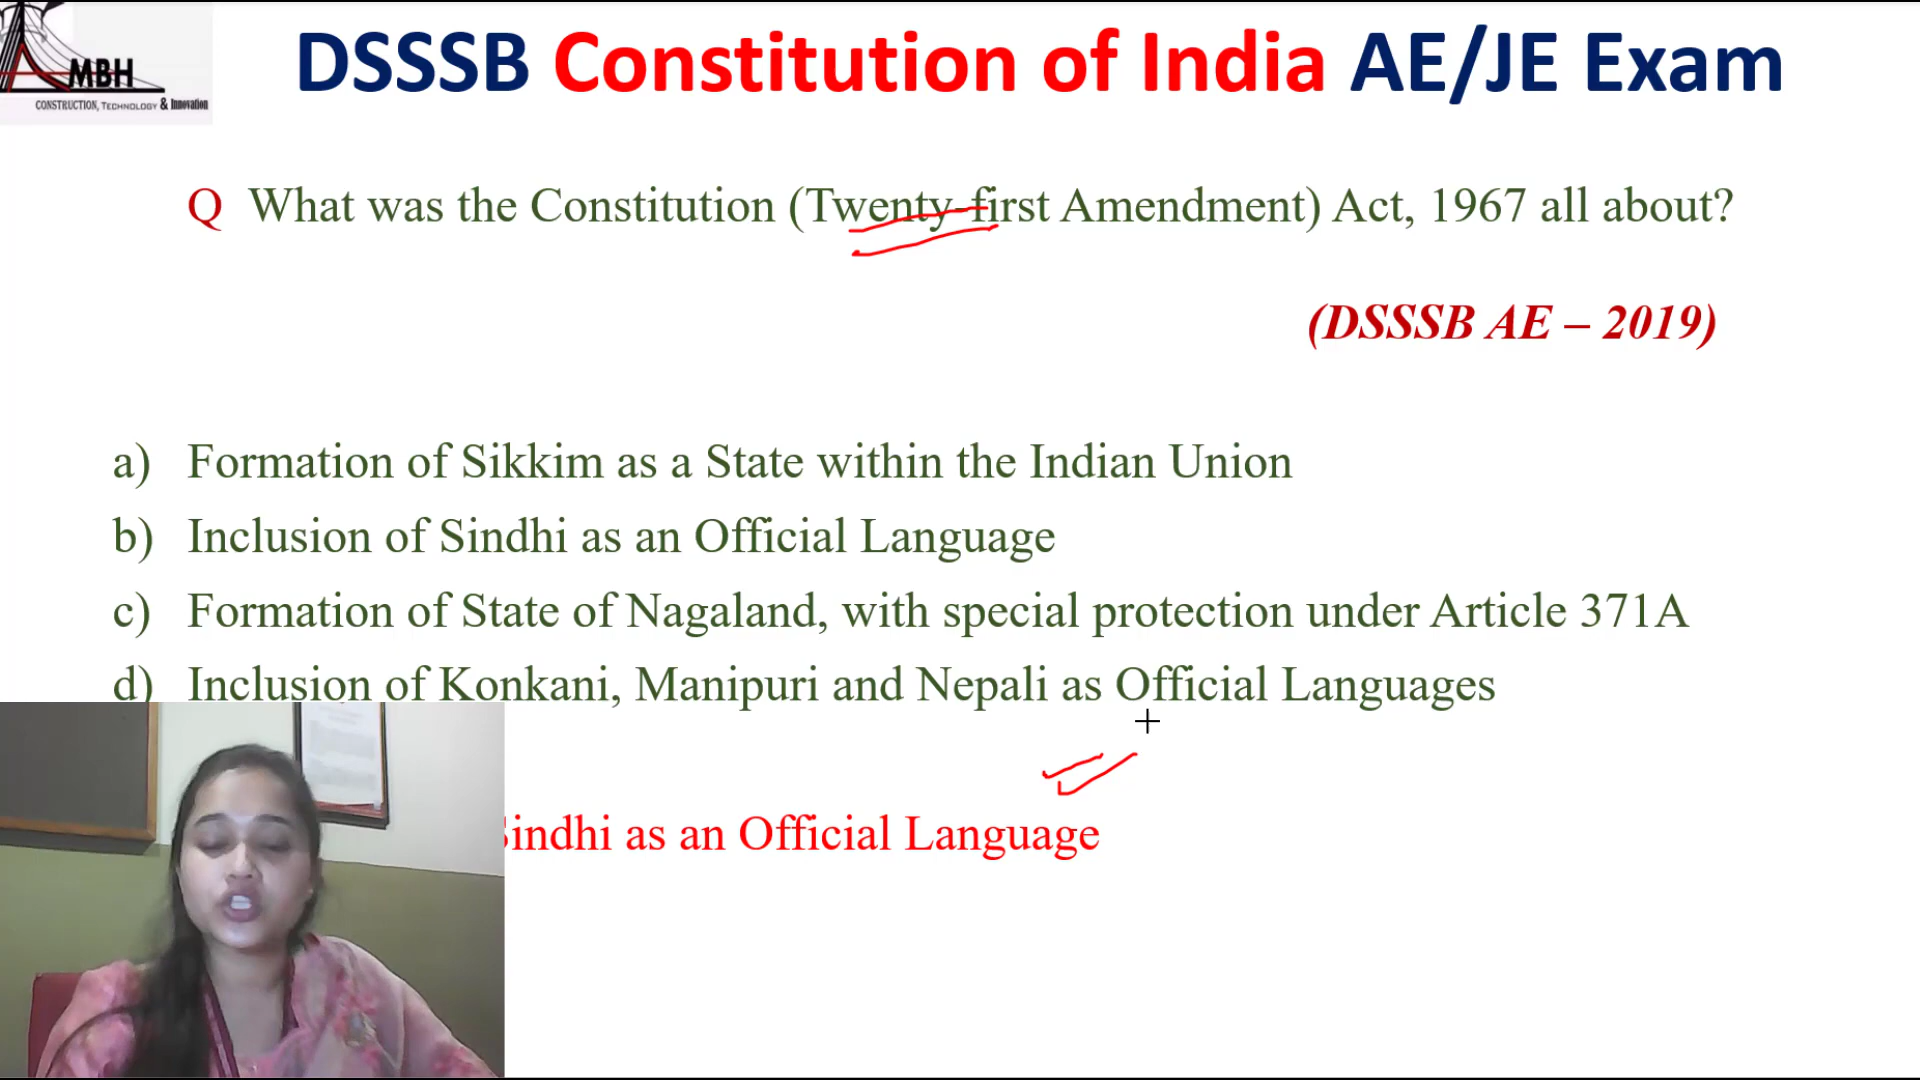 MBH
CONSTRUCTION, TECHNOLOGY & Innovation
DSSSB Constitution of India AE/JE Exam
Q What was the Constitution (Twenty-first Amendment) Act, 1967 all about?
(DSSSB AE – 2019)
a) Formation of Sikkim as a State within the Indian Union
b) Inclusion of Sindhi as an Official Language
c) Formation of State of Nagaland, with special protection under Article 371A
d) Inclusion of Konkani, Manipuri and Nepali as Official Languages
Sindhi as an Official Language